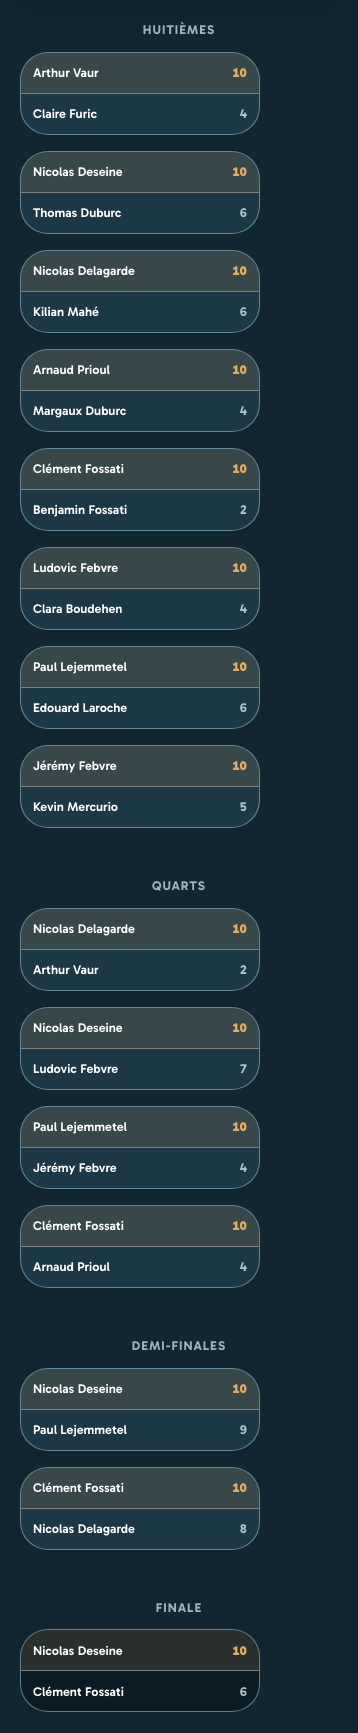 HUITIÈMES
Arthur Vaur 10
Claire Furic 4
Nicolas Deseine 10
Thomas Duburc 6
Nicolas Delagarde 10
Kilian Mahé 6
Arnaud Prioul 10
Margaux Duburc 4
Clément Fossati 10
Benjamin Fossati 2
Ludovic Febvre 10
Clara Boudehen 4
Paul Lejemmetel 10
Edouard Laroche 6
Jérémy Febvre 10
Kevin Mercurio 5
QUARTS
Nicolas Delagarde 10
Arthur Vaur 2
Nicolas Deseine 10
Ludovic Febvre 7
Paul Lejemmetel 10
Jérémy Febvre 4
Clément Fossati 10
Arnaud Prioul 4
DEMI-FINALES
Nicolas Deseine 10
Paul Lejemmetel 9
Clément Fossati 10
Nicolas Delagarde 8
FINALE
Nicolas Deseine 10
Clément Fossati 6